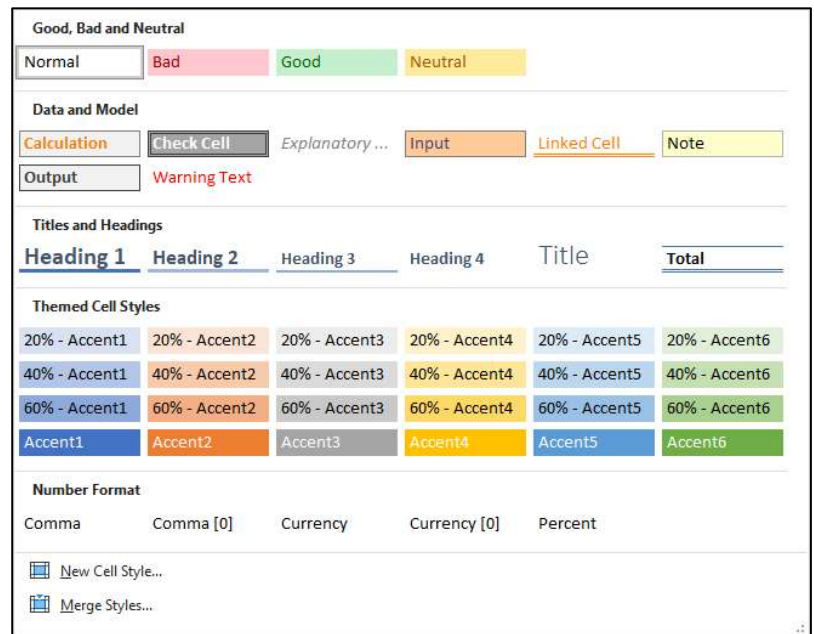 Good, Bad and Neutral
Normal Bad Good Neutral
Data and Model
Calculation Check Cell Explanatory ... Input Linked Cell Note
Output Warning Text
Titles and Headings
Heading 1 Heading 2 Heading 3 Heading 4 Title Total
Themed Cell Styles
20% - Accent1 20% - Accent2 20% - Accent3 20% - Accent4 20% - Accent5 20% - Accent6
40% - Accent1 40% - Accent2 40% - Accent3 40% - Accent4 40% - Accent5 40% - Accent6
60% - Accent1 60% - Accent2 60% - Accent3 60% - Accent4 60% - Accent5 60% - Accent6
Accent1 Accent2 Accent3 Accent4 Accent5 Accent6
Number Format
Comma Comma [0] Currency Currency [0] Percent
New Cell Style...
Merge Styles...